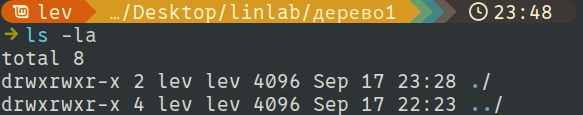 lev …/Desktop/linlab/дерево1 23:48
➜ ls -la
total 8
drwxrwxr-x 2 lev lev 4096 Sep 17 23:28 ./
drwxrwxr-x 4 lev lev 4096 Sep 17 22:23 ../